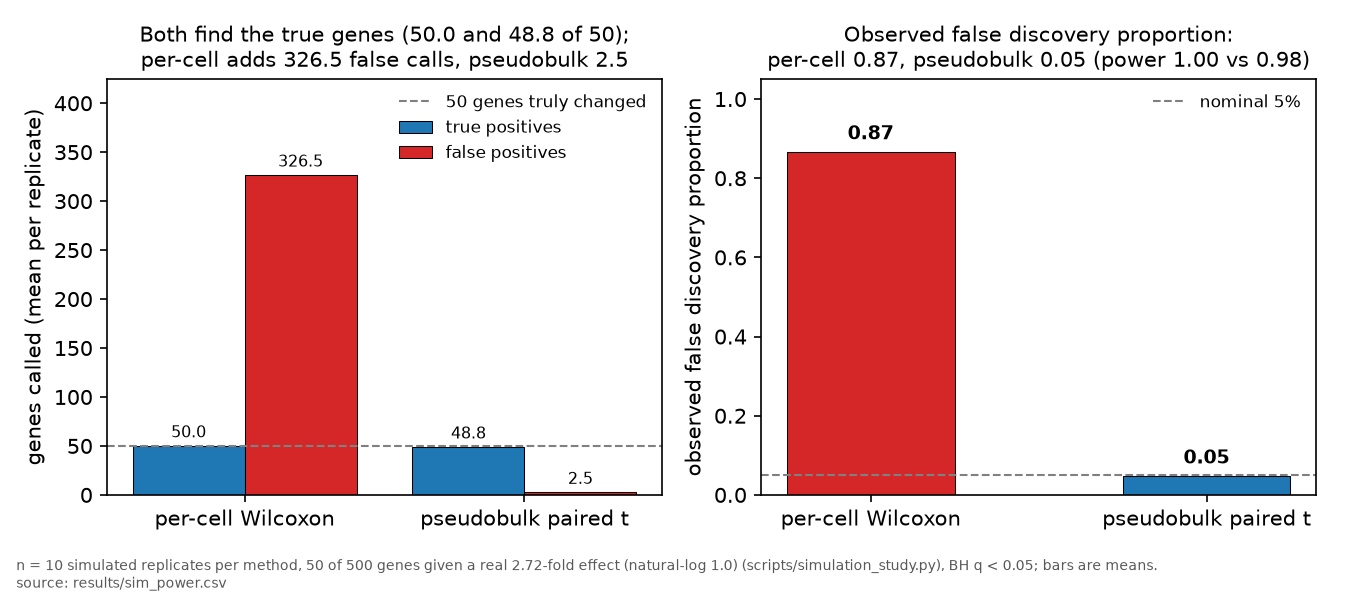 Both find the true genes (50.0 and 48.8 of 50);
per-cell adds 326.5 false calls, pseudobulk 2.5
genes called (mean per replicate)
400
350
300
250
200
150
100
50
0
50 genes truly changed
true positives
false positives
50.0
326.5
48.8
2.5
per-cell Wilcoxon
pseudobulk paired t
Observed false discovery proportion:
per-cell 0.87, pseudobulk 0.05 (power 1.00 vs 0.98)
observed false discovery proportion
1.0
0.8
0.6
0.4
0.2
0.0
nominal 5%
0.87
0.05
per-cell Wilcoxon
pseudobulk paired t
n = 10 simulated replicates per method, 50 of 500 genes given a real 2.72-fold effect (natural-log 1.0) (scripts/simulation_study.py), BH q < 0.05; bars are means.
source: results/sim_power.csv